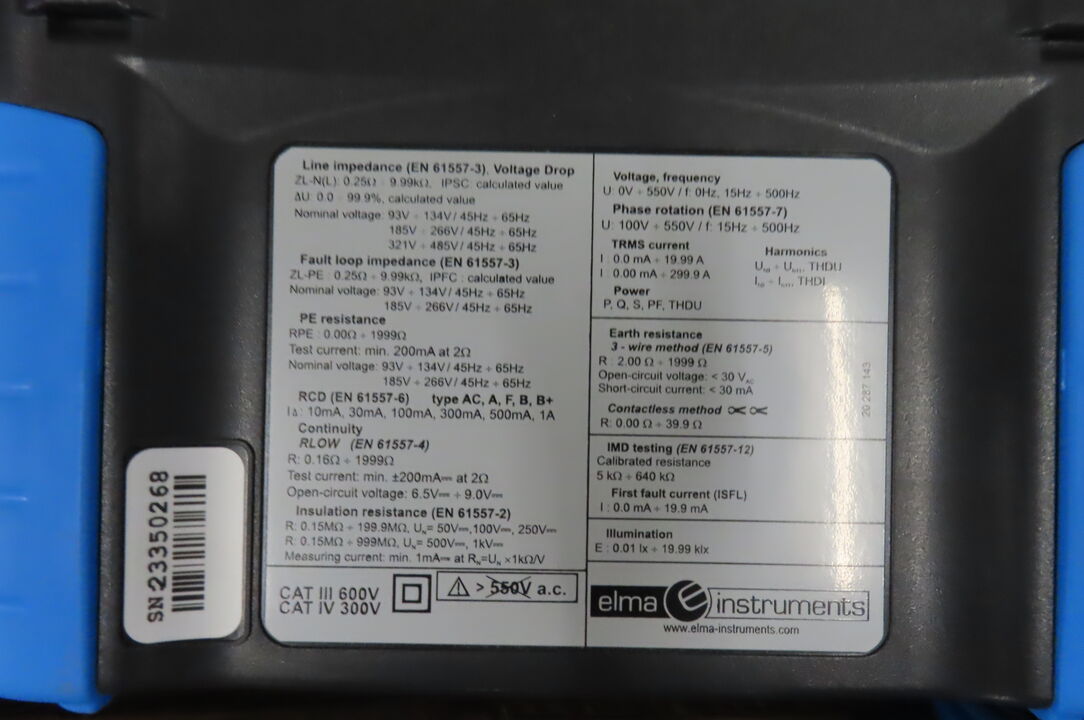 Line impedance (EN 61557-3), Voltage Drop
ZL-N(L): 0.25Ω ÷ 9.99kΩ, IPSC: calculated value
ΔU: 0.0 ÷ 99.9%, calculated value
Nominal voltage: 93V ÷ 134V/ 45Hz ÷ 65Hz
185V ÷ 266V/ 45Hz ÷ 65Hz
321V ÷ 485V/ 45Hz ÷ 65Hz
Fault loop impedance (EN 61557-3)
ZL-PE : 0.25Ω ÷ 9.99kΩ, IPFC : calculated value
Nominal voltage: 93V ÷ 134V/ 45Hz ÷ 65Hz
185V ÷ 266V/ 45Hz ÷ 65Hz
PE resistance
RPE : 0.00Ω ÷ 1999Ω
Test current: min. 200mA at 2Ω
Nominal voltage: 93V ÷ 134V/ 45Hz ÷ 65Hz
185V ÷ 266V/ 45Hz ÷ 65Hz
RCD (EN 61557-6) type AC, A, F, B, B+
IΔ: 10mA, 30mA, 100mA, 300mA, 500mA, 1A
Continuity
RLOW (EN 61557-4)
R: 0.16Ω ÷ 1999Ω
Test current: min. ±200mA⎓ at 2Ω
Open-circuit voltage: 6.5V⎓ ÷ 9.0V⎓
Insulation resistance (EN 61557-2)
R: 0.15MΩ ÷ 199.9MΩ, UN= 50V⎓,100V⎓, 250V⎓
R: 0.15MΩ ÷ 999MΩ, UN= 500V⎓, 1kV⎓
Measuring current: min. 1mA⎓ at RN=UN ×1kΩ/V
CAT III 600V
CAT IV 300V
⚠ > 550V a.c.
Voltage, frequency
U: 0V ÷ 550V / f: 0Hz, 15Hz ÷ 500Hz
Phase rotation (EN 61557-7)
U: 100V ÷ 550V / f: 15Hz ÷ 500Hz
TRMS current
I : 0.0 mA ÷ 19.99 A
I : 0.00 mA ÷ 299.9 A
Harmonics
THDU
THDI
Power
P, Q, S, PF, THDU
Earth resistance
3 - wire method (EN 61557-5)
R : 2.00 Ω ÷ 1999 Ω
Open-circuit voltage: < 30 VAC
Short-circuit current: < 30 mA
Contactless method
R: 0.00 Ω ÷ 39.9 Ω
IMD testing (EN 61557-12)
Calibrated resistance
5 kΩ ÷ 640 kΩ
First fault current (ISFL)
I : 0.0 mA ÷ 19.9 mA
Illumination
E : 0.01 lx ÷ 19.99 klx
elma instruments
www.elma-instruments.com
20 287 143
SN 23350268